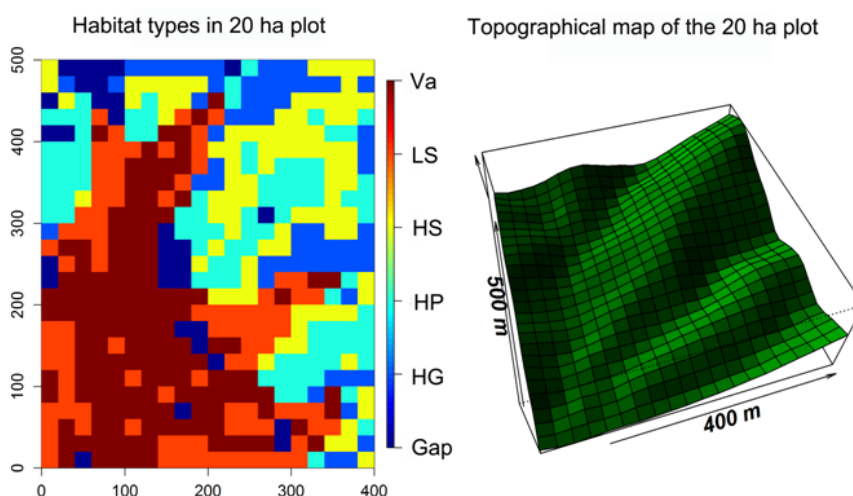 Habitat types in 20 ha plot
Topographical map of the 20 ha plot
500
400
300
200
100
0
0
100
200
300
400
Va
LS
HS
HP
HG
Gap
500 m
400 m